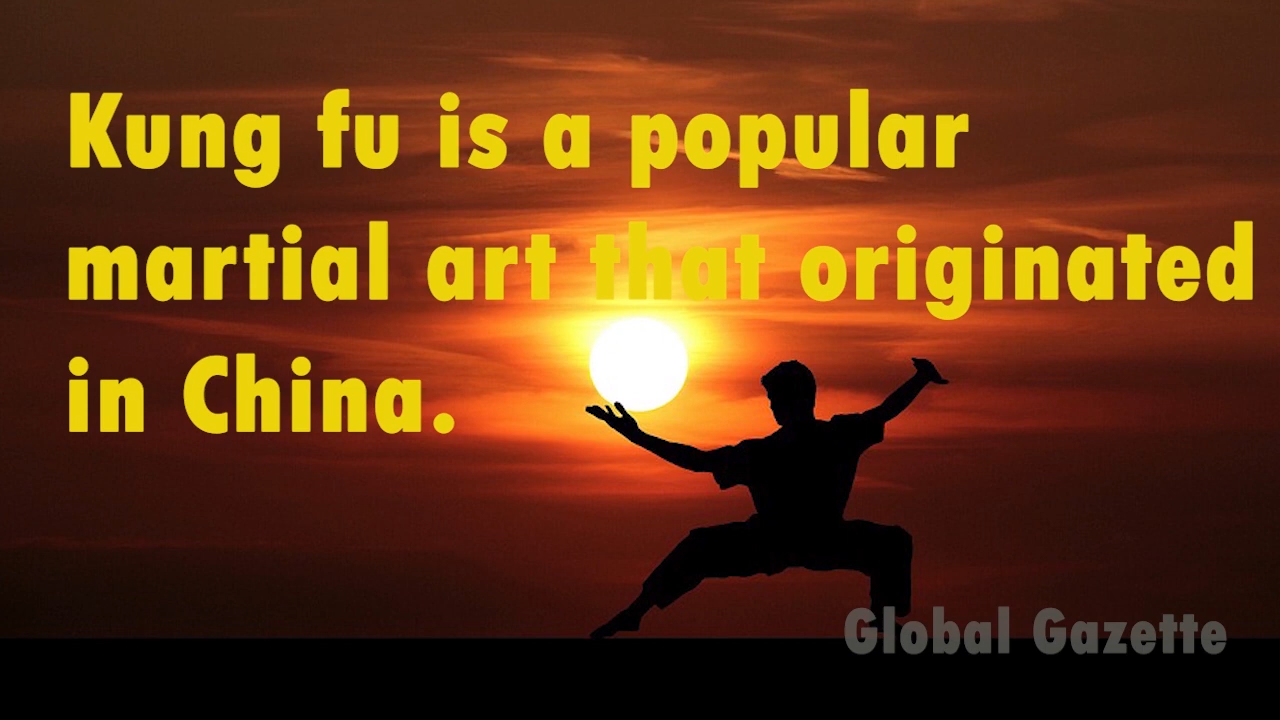 Kung fu is a popular
martial art that originated
in China.
Global Gazette